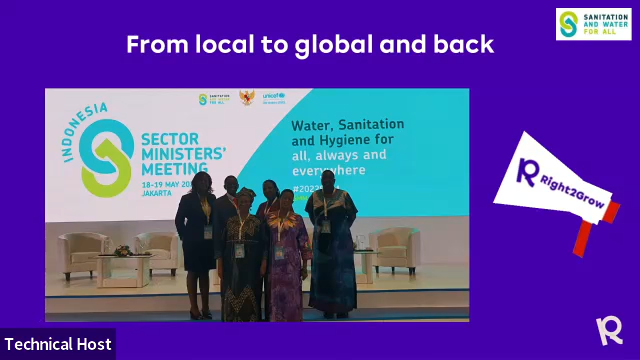 From local to global and back
SANITATION
AND WATER
FOR ALL
INDONESIA
SECTOR
MINISTERS'
MEETING
18-19 MAY
JAKARTA
unicef
Water, Sanitation
and Hygiene for
all, always and
everywhere
Right2Grow
Technical Host